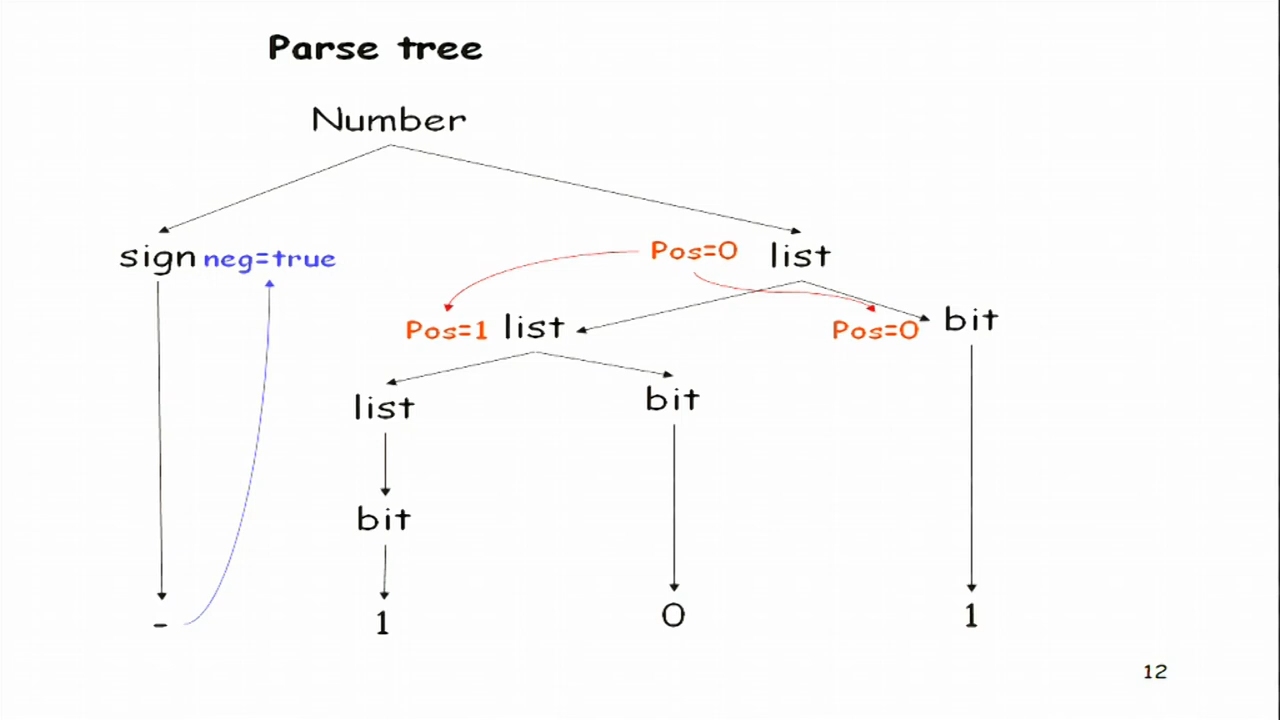 Parse tree
Number
sign neg=true Pos=0 list
Pos=1 list Pos=0 bit
list bit
bit
- 1 0 1
12